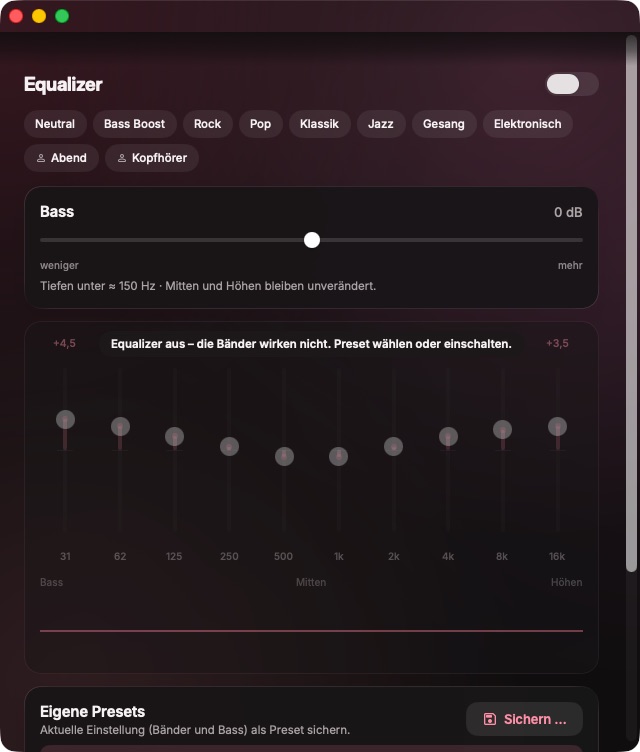 Equalizer
Neutral Bass Boost Rock Pop Klassik Jazz Gesang Elektronisch
Abend Kopfhörer
Bass 0 dB
weniger mehr
Tiefen unter ≈ 150 Hz · Mitten und Höhen bleiben unverändert.
+4,5 Equalizer aus – die Bänder wirken nicht. Preset wählen oder einschalten. +3,5
31 62 125 250 500 1k 2k 4k 8k 16k
Bass Mitten Höhen
Eigene Presets
Aktuelle Einstellung (Bänder und Bass) als Preset sichern.
Sichern ...